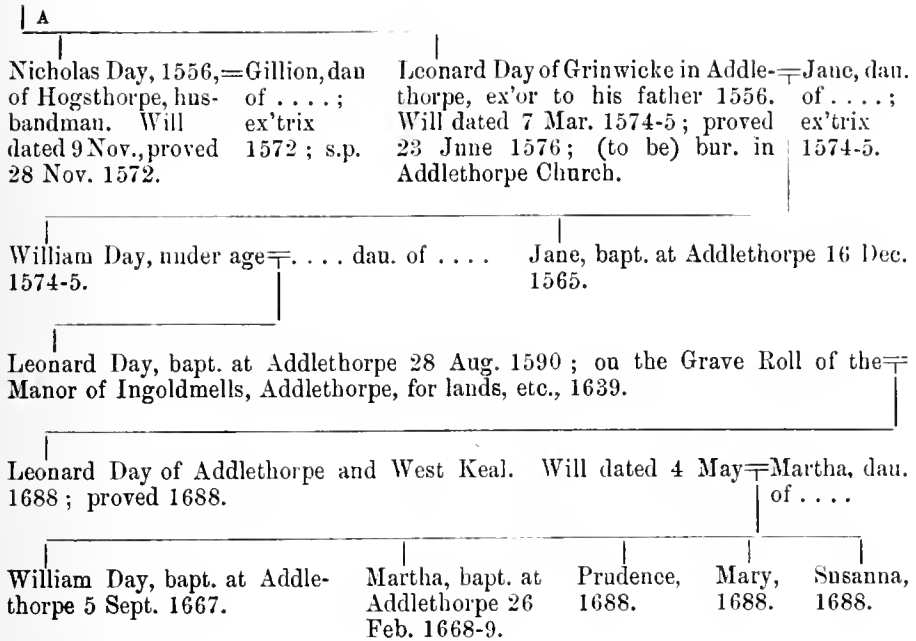 A
Nicholas Day, 1556,=Gillion, dau
of Hogsthorpe, hus- of . . . . ;
bandman. Will ex'trix
dated 9 Nov., proved 1572 ; s.p.
28 Nov. 1572.
Leonard Day of Grinwicke in Addle-=Jane, dau.
thorpe, ex'or to his father 1556. of . . . . ;
Will dated 7 Mar. 1574-5 ; proved ex'trix
23 June 1576 ; (to be) bur. in 1574-5.
Addlethorpe Church.
William Day, under age=. . . . dau. of . . . .
1574-5.
Jane, bapt. at Addlethorpe 16 Dec.
1565.
Leonard Day, bapt. at Addlethorpe 28 Aug. 1590 ; on the Grave Roll of the=
Manor of Ingoldmells, Addlethorpe, for lands, etc., 1639.
Leonard Day of Addlethorpe and West Keal. Will dated 4 May=Martha, dau.
1688 ; proved 1688. of . . . .
William Day, bapt. at Addle-
thorpe 5 Sept. 1667.
Martha, bapt. at
Addlethorpe 26
Feb. 1668-9.
Prudence,
1688.
Mary,
1688.
Susanna,
1688.